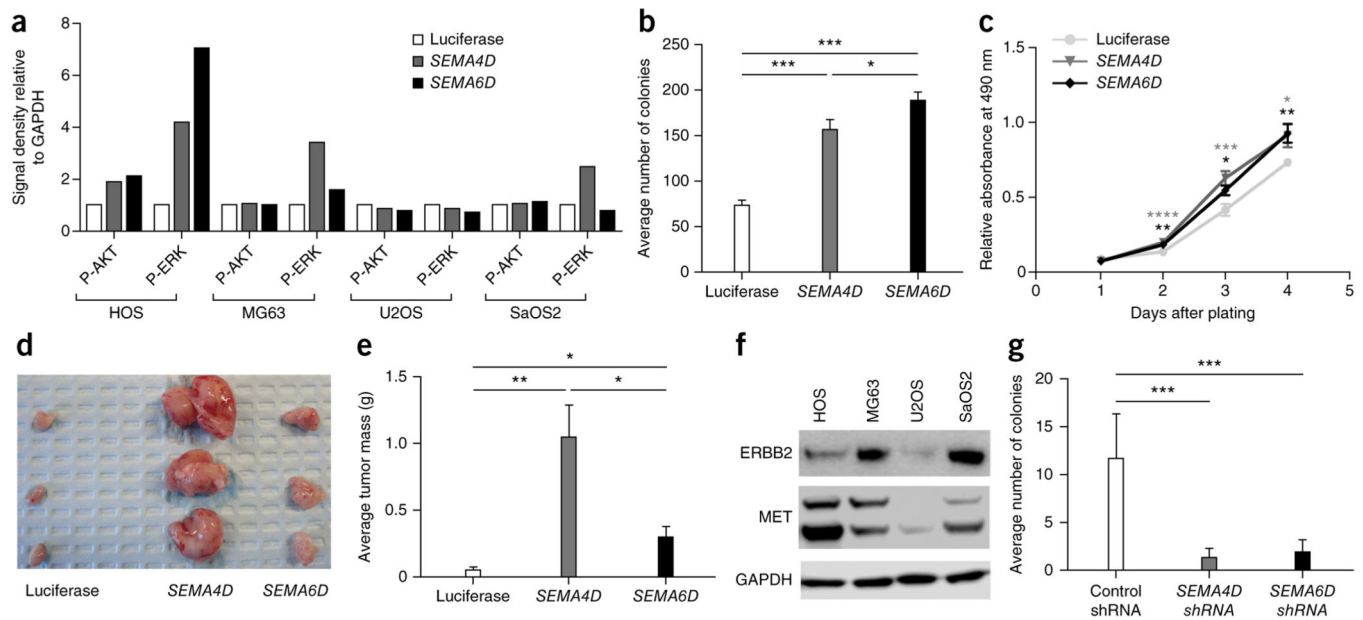 a
Signal density relative
to GAPDH
8
6
4
2
0
Luciferase
SEMA4D
SEMA6D
P-AKT
P-ERK
P-AKT
P-ERK
P-AKT
P-ERK
P-AKT
P-ERK
HOS
MG63
U2OS
SaOS2
b
Average number of colonies
250
200
150
100
50
0
***
***
*
Luciferase
SEMA4D
SEMA6D
c
Relative absorbance at 490 nm
1.5
1.0
0.5
0
Luciferase
SEMA4D
SEMA6D
****
**
***
*
*
**
0
1
2
3
4
5
Days after plating
d
Luciferase
SEMA4D
SEMA6D
e
Average tumor mass (g)
1.5
1.0
0.5
0
*
**
*
Luciferase
SEMA4D
SEMA6D
f
HOS
MG63
U2OS
SaOS2
ERBB2
MET
GAPDH
g
Average number of colonies
20
15
10
5
0
***
***
Control
shRNA
SEMA4D
shRNA
SEMA6D
shRNA